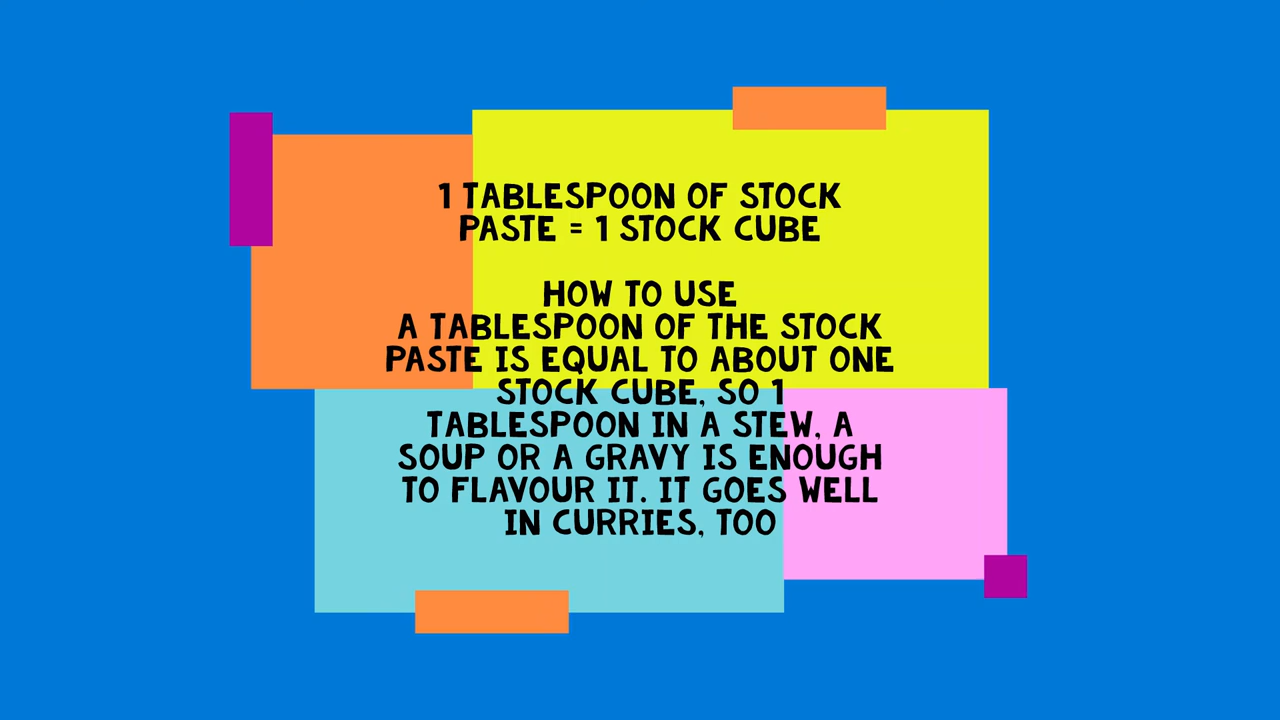 1 TABLESPOON OF STOCK
PASTE = 1 STOCK CUBE
HOW TO USE
A TABLESPOON OF THE STOCK
PASTE IS EQUAL TO ABOUT ONE
STOCK CUBE, SO 1
TABLESPOON IN A STEW, A
SOUP OR A GRAVY IS ENOUGH
TO FLAVOUR IT. IT GOES WELL
IN CURRIES, TOO